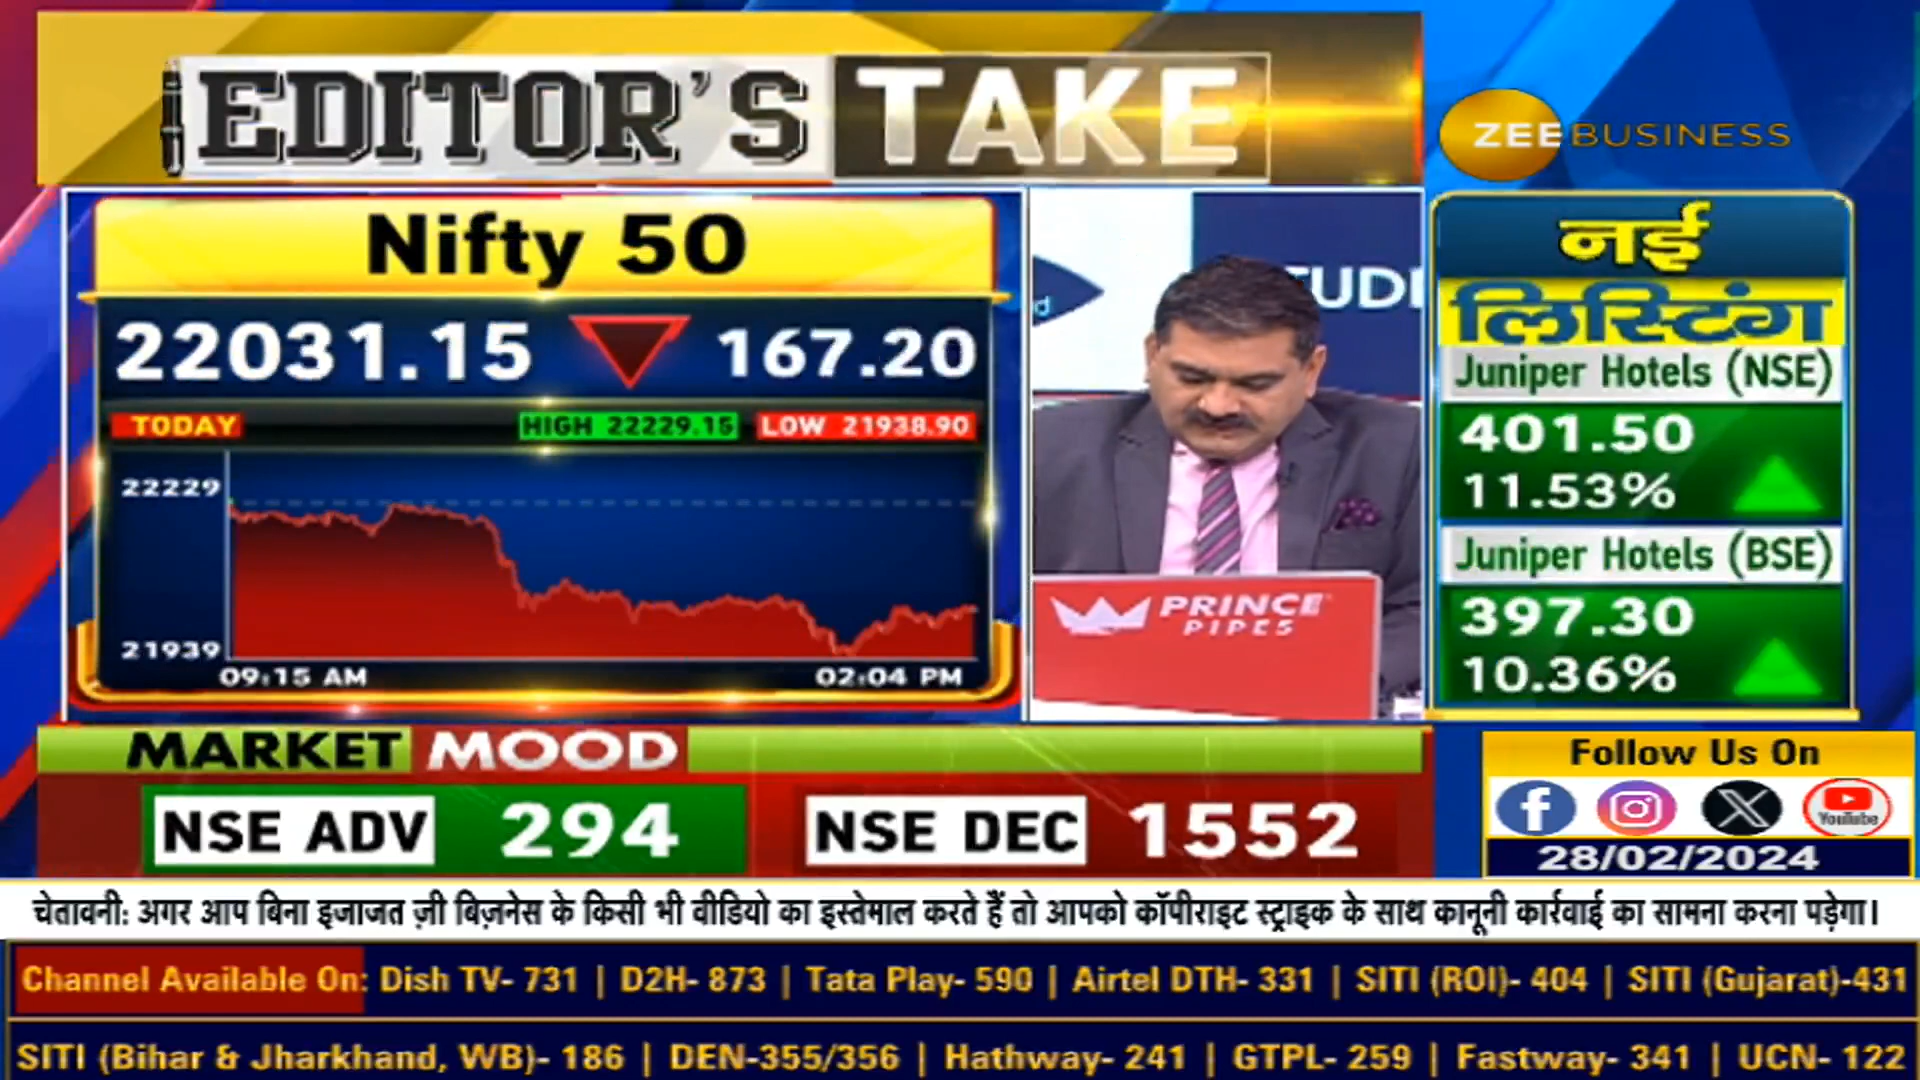 EDITOR'S TAKE
ZEE BUSINESS
Nifty 50
22031.15 167.20
TODAY HIGH 22229.15 LOW 21938.90
22229
21939
09:15 AM 02:04 PM
d
TUDI
PRINCE
PIPES
नई
लिस्टिंग
Juniper Hotels (NSE)
401.50
11.53%
Juniper Hotels (BSE)
397.30
10.36%
MARKET MOOD
NSE ADV 294 NSE DEC 1552
Follow Us On
YouTube
28/02/2024
चेतावनी: अगर आप बिना इजाजत ज़ी बिज़नेस के किसी भी वीडियो का इस्तेमाल करते हैं तो आपको कॉपीराइट स्ट्राइक के साथ कानूनी कार्रवाई का सामना करना पड़ेगा।
Channel Available On: Dish TV- 731 | D2H- 873 | Tata Play- 590 | Airtel DTH- 331 | SITI (ROI)- 404 | SITI (Gujarat)-431
SITI (Bihar & Jharkhand, WB)- 186 | DEN-355/356 | Hathway- 241 | GTPL- 259 | Fastway- 341 | UCN- 122